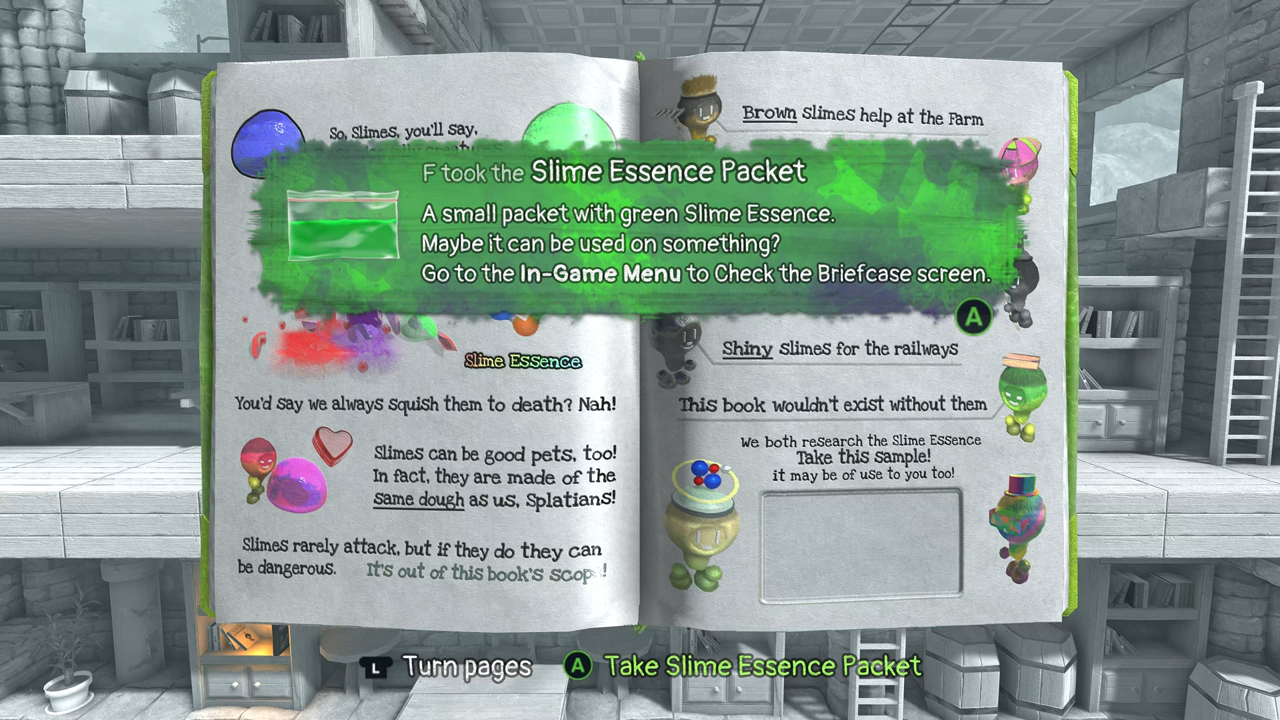 So, Slimes, you'll say,
Brown slimes help at the Farm
F took the Slime Essence Packet
A small packet with green Slime Essence.
Maybe it can be used on something?
Go to the In-Game Menu to Check the Briefcase screen.
A
Slime Essence
You'd say we always squish them to death? Nah!
Slimes can be good pets, too!
In fact, they are made of the
same dough as us, Splatians!
Slimes rarely attack, but if they do they can
be dangerous. It's out of this book's scop !
Shiny slimes for the railways
This book wouldn't exist without them
We both research the Slime Essence
Take this sample!
it may be of use to you too!
L Turn pages
A Take Slime Essence Packet